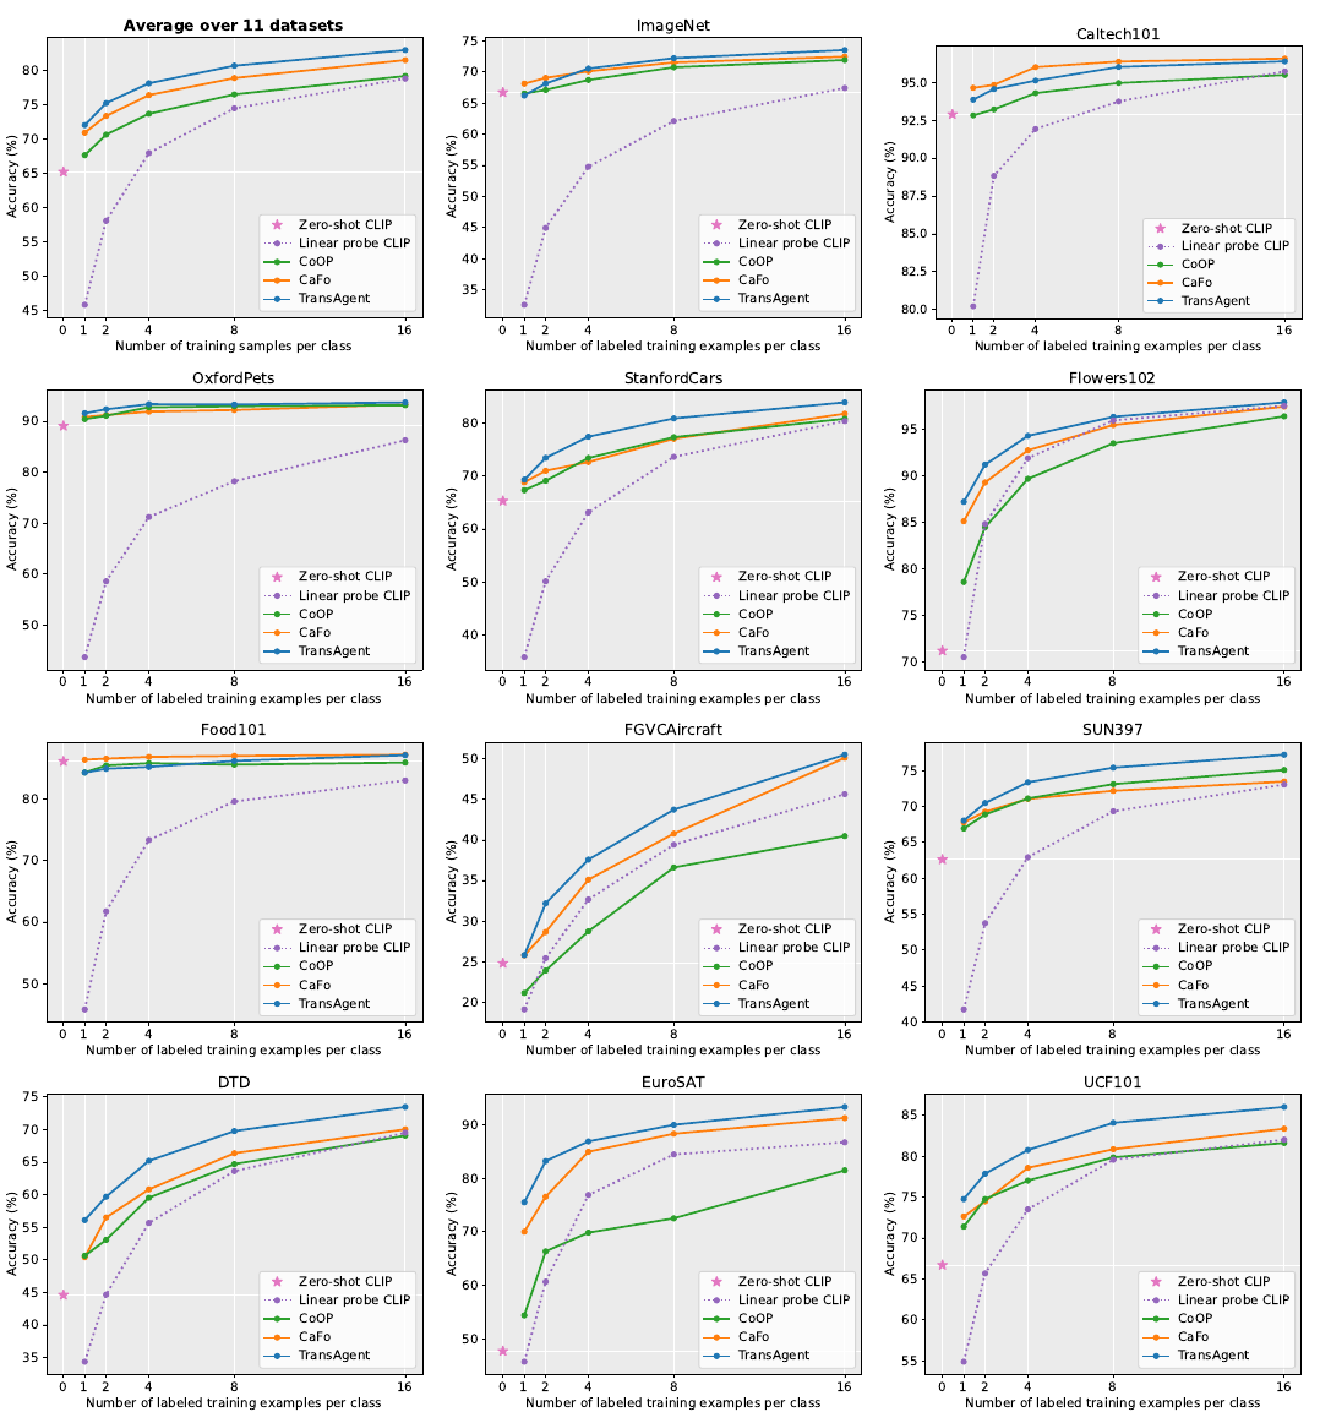 Average over 11 datasets
Accuracy (%)
80
75
70
65
60
55
50
45
Zero-shot CLIP
Linear probe CLIP
CoOP
CaFo
TransAgent
0 1 2 4 8 16
Number of training samples per class
ImageNet
Accuracy (%)
75
70
65
60
55
50
45
40
35
Zero-shot CLIP
Linear probe CLIP
CoOP
CaFo
TransAgent
0 1 2 4 8 16
Number of labeled training examples per class
Caltech101
Accuracy (%)
95.0
92.5
90.0
87.5
85.0
82.5
80.0
Zero-shot CLIP
Linear probe CLIP
CoOP
CaFo
TransAgent
0 1 2 4 8 16
Number of labeled training examples per class
OxfordPets
Accuracy (%)
90
80
70
60
50
Zero-shot CLIP
Linear probe CLIP
CoOP
CaFo
TransAgent
0 1 2 4 8 16
Number of labeled training examples per class
StanfordCars
Accuracy (%)
80
70
60
50
40
Zero-shot CLIP
Linear probe CLIP
CoOP
CaFo
TransAgent
0 1 2 4 8 16
Number of labeled training examples per class
Flowers102
Accuracy (%)
95
90
85
80
75
70
Zero-shot CLIP
Linear probe CLIP
CoOP
CaFo
TransAgent
0 1 2 4 8 16
Number of labeled training examples per class
Food101
Accuracy (%)
80
70
60
50
Zero-shot CLIP
Linear probe CLIP
CoOP
CaFo
TransAgent
0 1 2 4 8 16
Number of labeled training examples per class
FGVCAircraft
Accuracy (%)
50
45
40
35
30
25
20
Zero-shot CLIP
Linear probe CLIP
CoOP
CaFo
TransAgent
0 1 2 4 8 16
Number of labeled training examples per class
SUN397
Accuracy (%)
75
70
65
60
55
50
45
40
Zero-shot CLIP
Linear probe CLIP
CoOP
CaFo
TransAgent
0 1 2 4 8 16
Number of labeled training examples per class
DTD
Accuracy (%)
75
70
65
60
55
50
45
40
35
Zero-shot CLIP
Linear probe CLIP
CoOP
CaFo
TransAgent
0 1 2 4 8 16
Number of labeled training examples per class
EuroSAT
Accuracy (%)
90
80
70
60
50
Zero-shot CLIP
Linear probe CLIP
CoOP
CaFo
TransAgent
0 1 2 4 8 16
Number of labeled training examples per class
UCF101
Accuracy (%)
85
80
75
70
65
60
55
Zero-shot CLIP
Linear probe CLIP
CoOP
CaFo
TransAgent
0 1 2 4 8 16
Number of labeled training examples per class